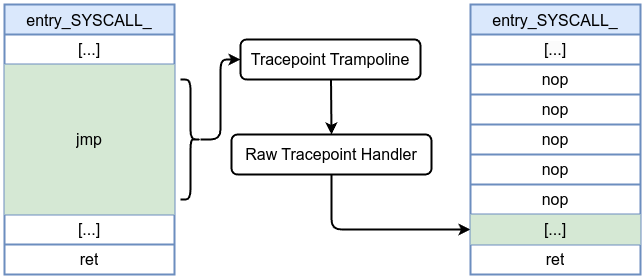 entry_SYSCALL_
[...]
jmp
[...]
ret
Tracepoint Trampoline
Raw Tracepoint Handler
entry_SYSCALL_
[...]
nop
nop
nop
nop
nop
[...]
ret